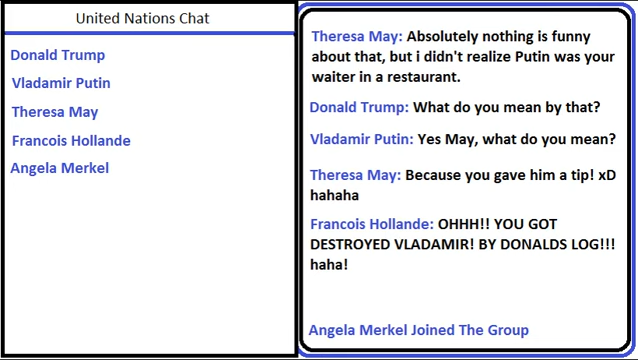 United Nations Chat
Donald Trump
Vladamir Putin
Theresa May
Francois Hollande
Angela Merkel
Theresa May: Absolutely nothing is funny
about that, but i didn't realize Putin was your
waiter in a restaurant.
Donald Trump: What do you mean by that?
Vladamir Putin: Yes May, what do you mean?
Theresa May: Because you gave him a tip! xD
hahaha
Francois Hollande: OHHH!! YOU GOT
DESTROYED VLADAMIR! BY DONALDS LOG!!!
haha!
Angela Merkel Joined The Group